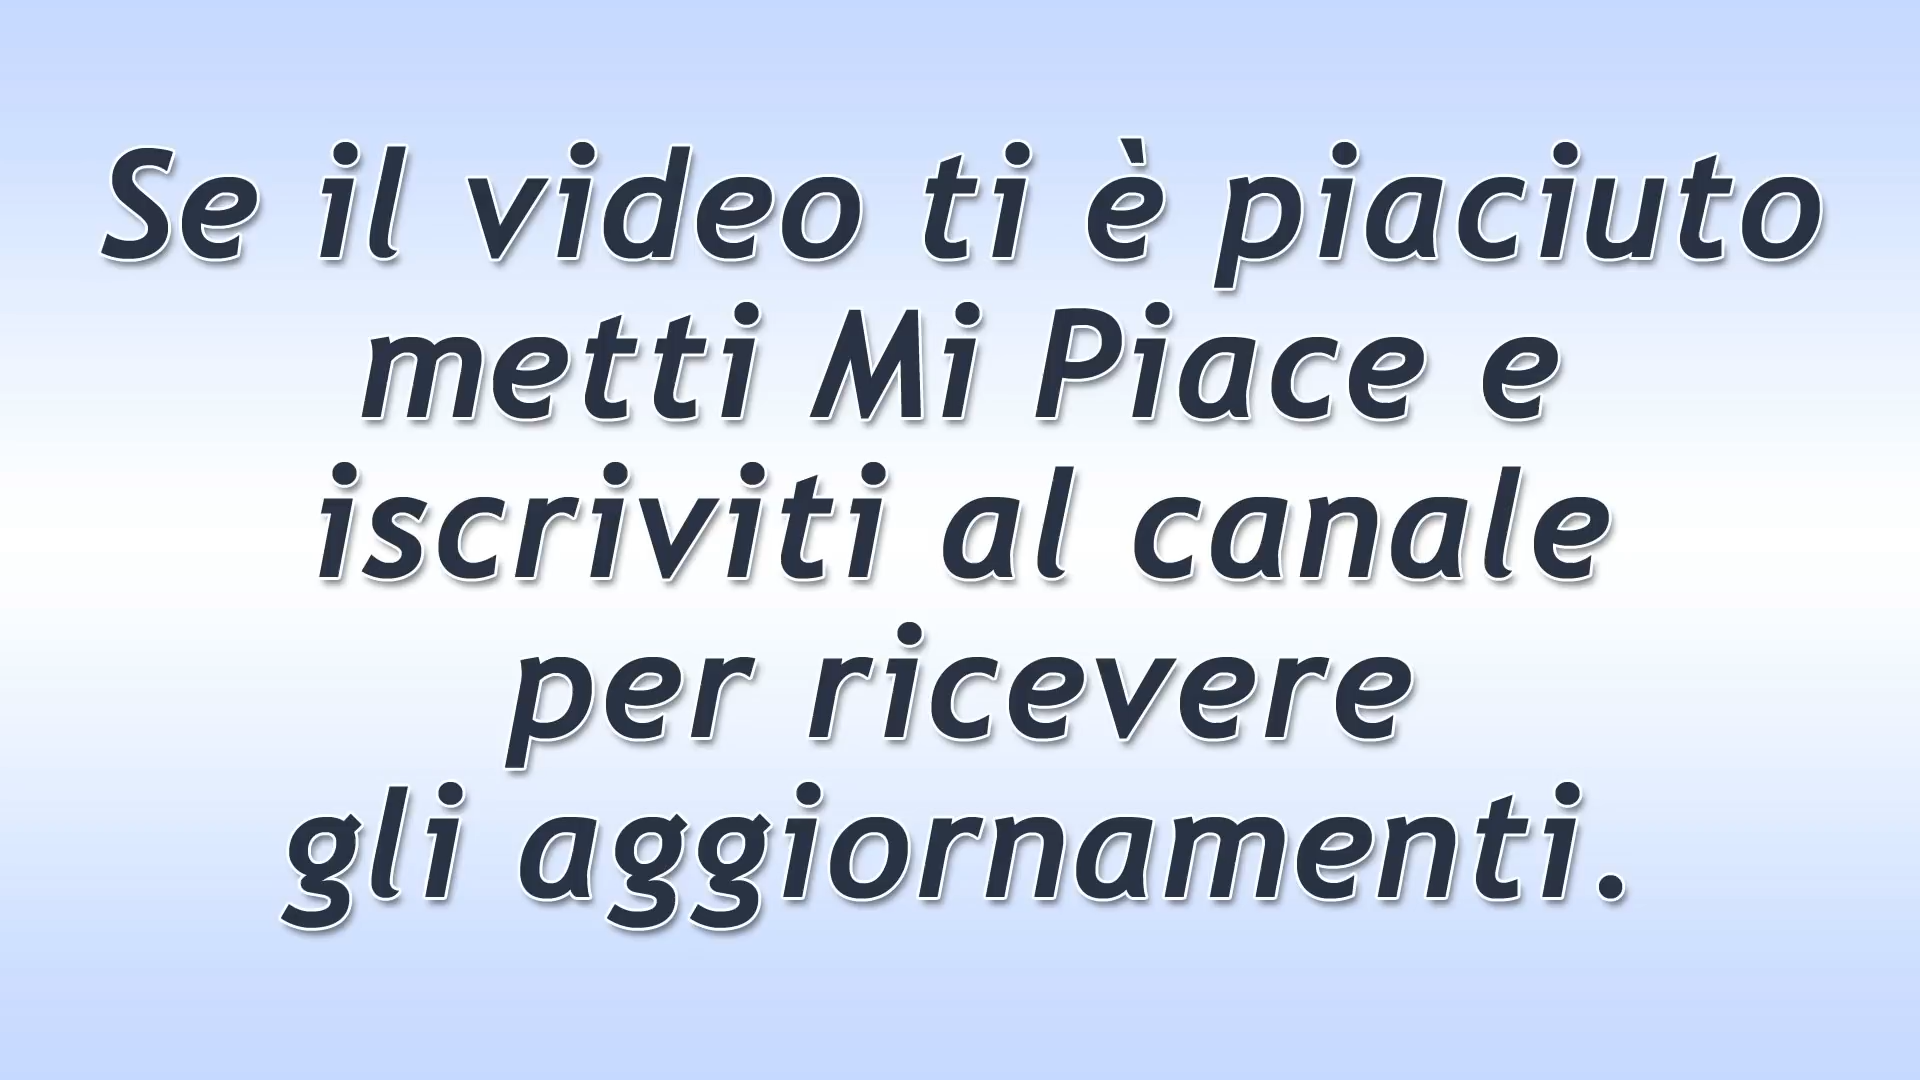 Se il video ti è piaciuto
metti Mi Piace e
iscriviti al canale
per ricevere
gli aggiornamenti.